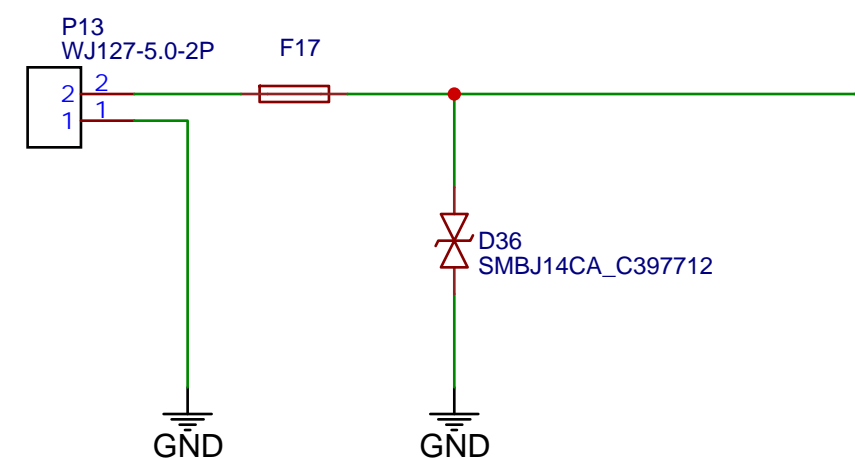 P13
WJ127-5.0-2P
F17
2
2
1
1
D36
SMBJ14CA_C397712
GND
GND